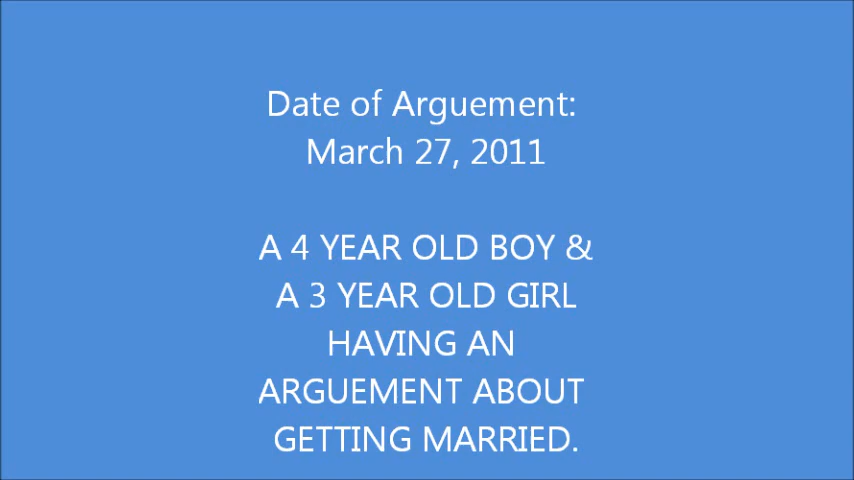 Date of Arguement:
March 27, 2011
A 4 YEAR OLD BOY &
A 3 YEAR OLD GIRL
HAVING AN
ARGUEMENT ABOUT
GETTING MARRIED.